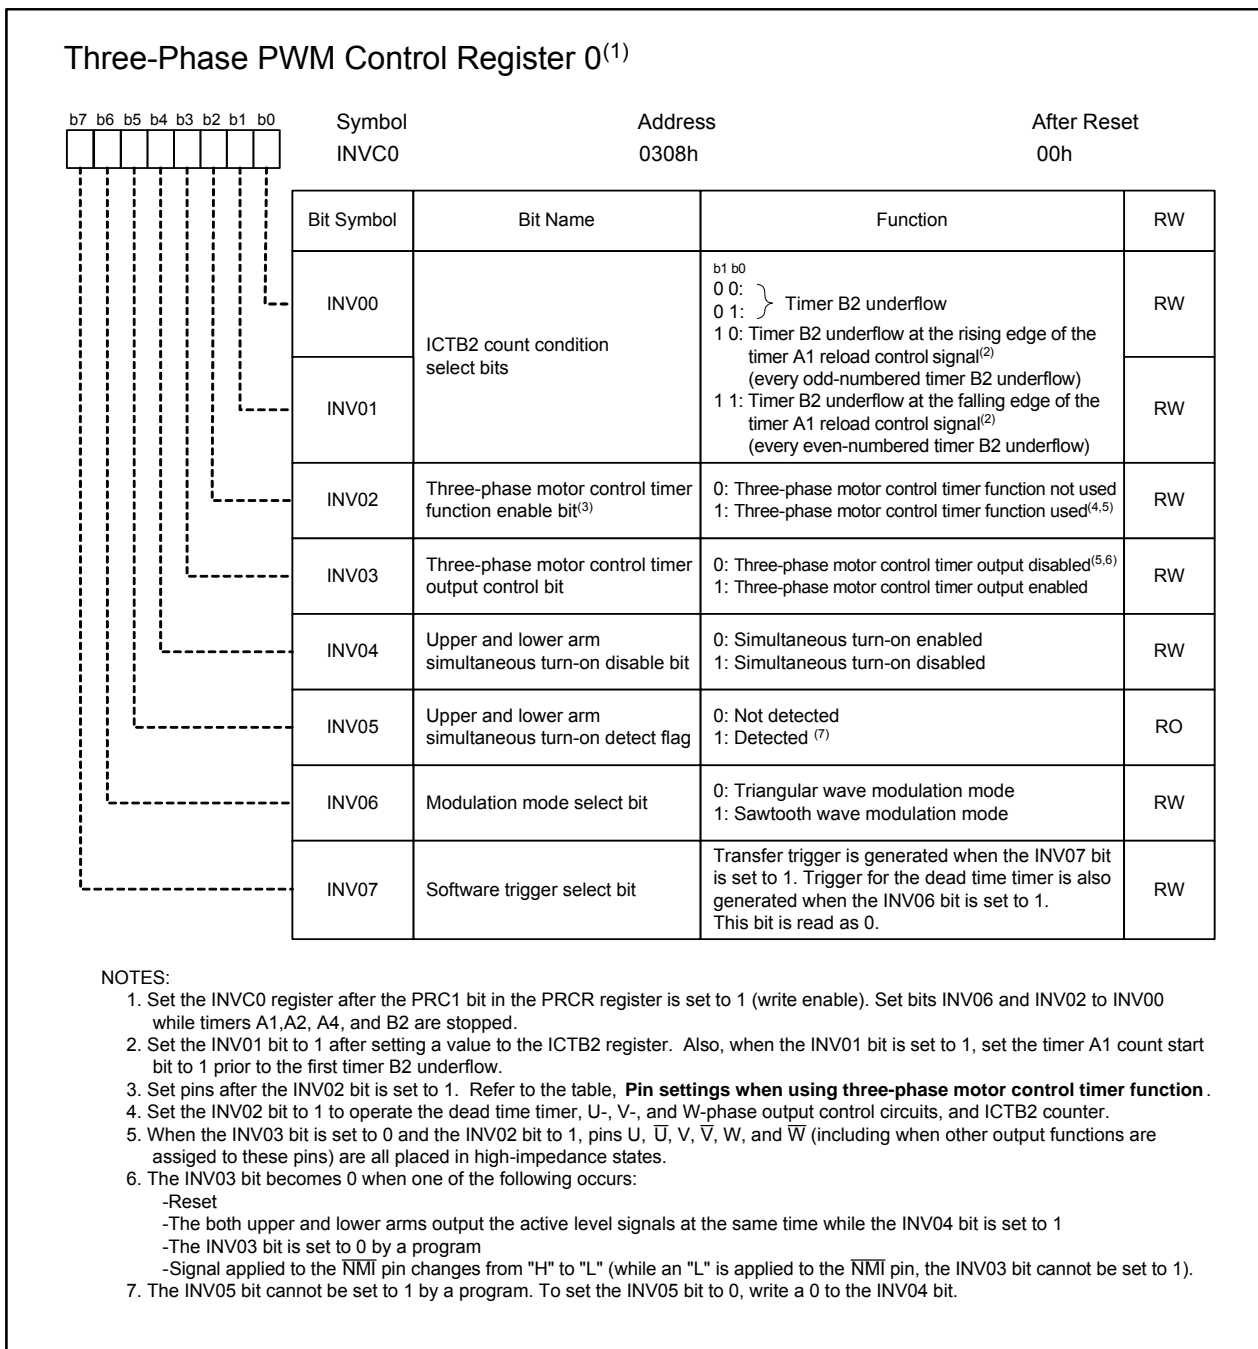 Three-Phase PWM Control Register 0(1)
b7 b6 b5 b4 b3 b2 b1 b0
Symbol Address After Reset
INVC0 0308h 00h
Bit Symbol Bit Name Function RW
INV00
INV01
ICTB2 count condition
select bits
b1 b0
0 0:
0 1:
Timer B2 underflow
1 0: Timer B2 underflow at the rising edge of the
timer A1 reload control signal(2)
(every odd-numbered timer B2 underflow)
1 1: Timer B2 underflow at the falling edge of the
timer A1 reload control signal(2)
(every even-numbered timer B2 underflow)
RW
RW
INV02
Three-phase motor control timer
function enable bit(3)
0: Three-phase motor control timer function not used
1: Three-phase motor control timer function used(4,5)
RW
INV03
Three-phase motor control timer
output control bit
0: Three-phase motor control timer output disabled(5,6)
1: Three-phase motor control timer output enabled
RW
INV04
Upper and lower arm
simultaneous turn-on disable bit
0: Simultaneous turn-on enabled
1: Simultaneous turn-on disabled
RW
INV05
Upper and lower arm
simultaneous turn-on detect flag
0: Not detected
1: Detected (7)
RO
INV06
Modulation mode select bit
0: Triangular wave modulation mode
1: Sawtooth wave modulation mode
RW
INV07
Software trigger select bit
Transfer trigger is generated when the INV07 bit
is set to 1. Trigger for the dead time timer is also
generated when the INV06 bit is set to 1.
This bit is read as 0.
RW
NOTES:
1. Set the INVC0 register after the PRC1 bit in the PRCR register is set to 1 (write enable). Set bits INV06 and INV02 to INV00
while timers A1,A2, A4, and B2 are stopped.
2. Set the INV01 bit to 1 after setting a value to the ICTB2 register. Also, when the INV01 bit is set to 1, set the timer A1 count start
bit to 1 prior to the first timer B2 underflow.
3. Set pins after the INV02 bit is set to 1. Refer to the table, Pin settings when using three-phase motor control timer function.
4. Set the INV02 bit to 1 to operate the dead time timer, U-, V-, and W-phase output control circuits, and ICTB2 counter.
5. When the INV03 bit is set to 0 and the INV02 bit to 1, pins U, U̅, V, V̅, W, and W̅ (including when other output functions are
assiged to these pins) are all placed in high-impedance states.
6. The INV03 bit becomes 0 when one of the following occurs:
-Reset
-The both upper and lower arms output the active level signals at the same time while the INV04 bit is set to 1
-The INV03 bit is set to 0 by a program
-Signal applied to the N̅M̅I̅ pin changes from "H" to "L" (while an "L" is applied to the N̅M̅I̅ pin, the INV03 bit cannot be set to 1).
7. The INV05 bit cannot be set to 1 by a program. To set the INV05 bit to 0, write a 0 to the INV04 bit.